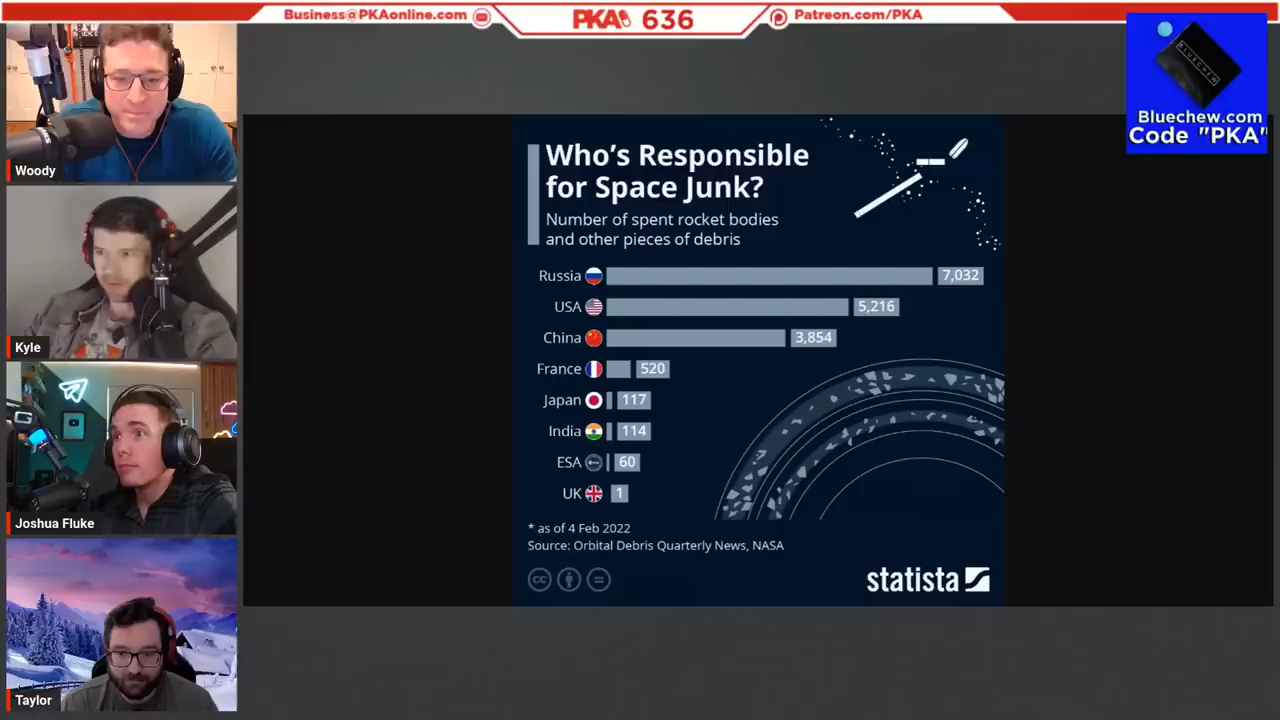 Business@PKAonline.com
PKA 636
Patreon.com/PKA
BLUECHEW
Bluechew.com
Code "PKA"
Woody
Kyle
Joshua Fluke
Taylor
Who's Responsible
for Space Junk?
Number of spent rocket bodies
and other pieces of debris
Russia 7,032
USA 5,216
China 3,854
France 520
Japan 117
India 114
ESA 60
UK 1
* as of 4 Feb 2022
Source: Orbital Debris Quarterly News, NASA
cc
statista